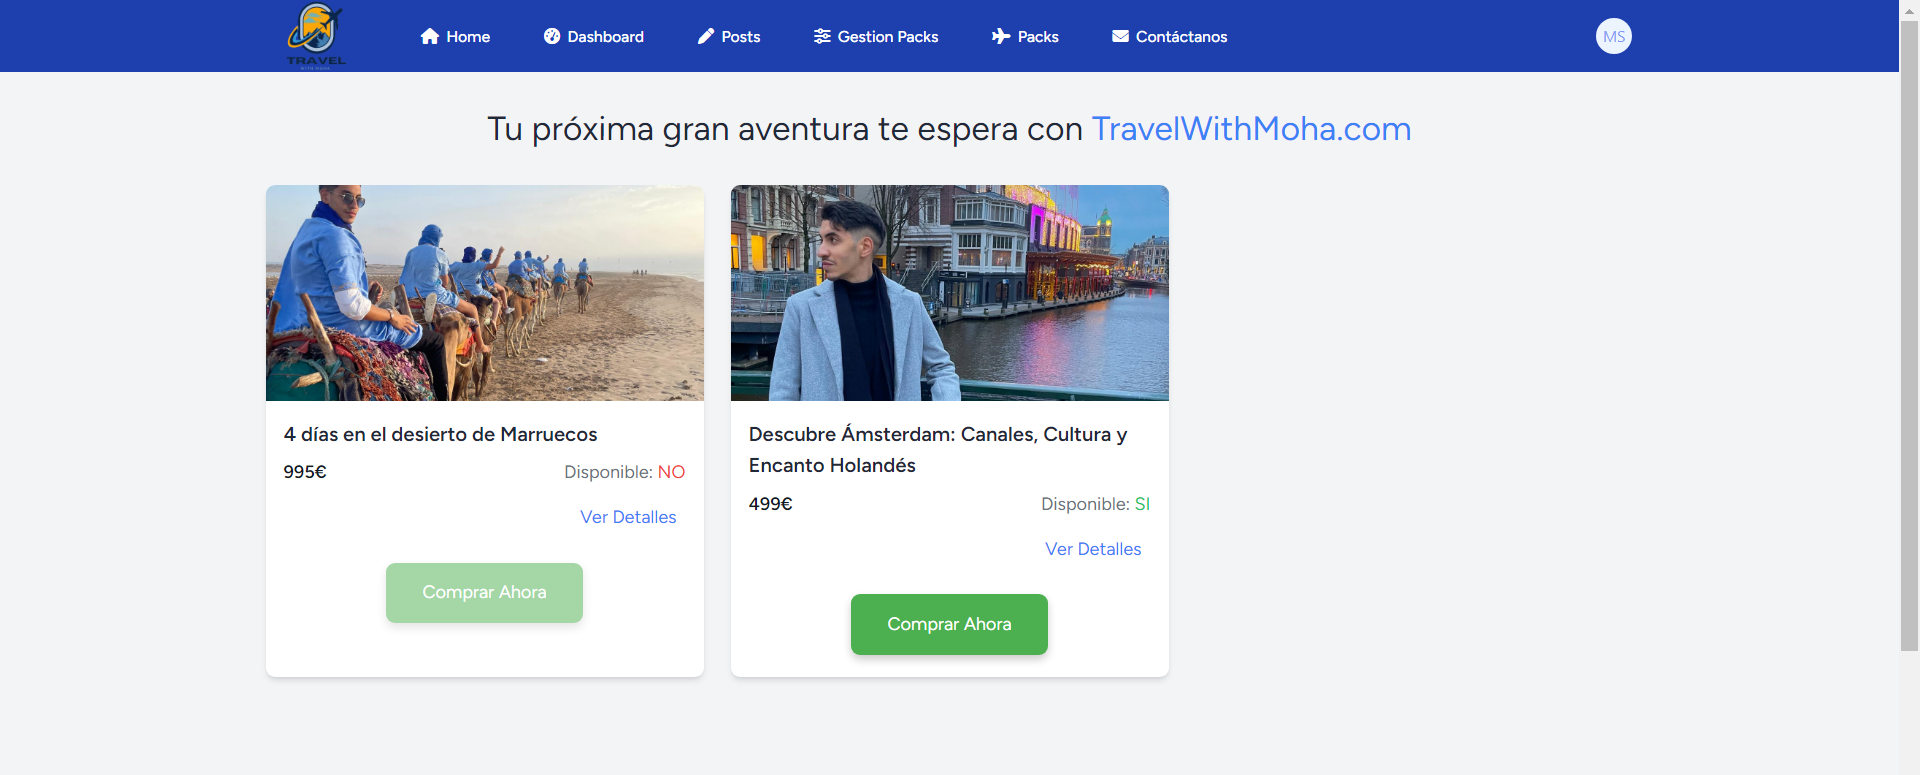 TRAVEL
WITH MOHA
Home
Dashboard
Posts
Gestion Packs
Packs
Contáctanos
MS
Tu próxima gran aventura te espera con TravelWithMoha.com
4 días en el desierto de Marruecos
995€
Disponible: NO
Ver Detalles
Comprar Ahora
Descubre Ámsterdam: Canales, Cultura y
Encanto Holandés
499€
Disponible: SI
Ver Detalles
Comprar Ahora